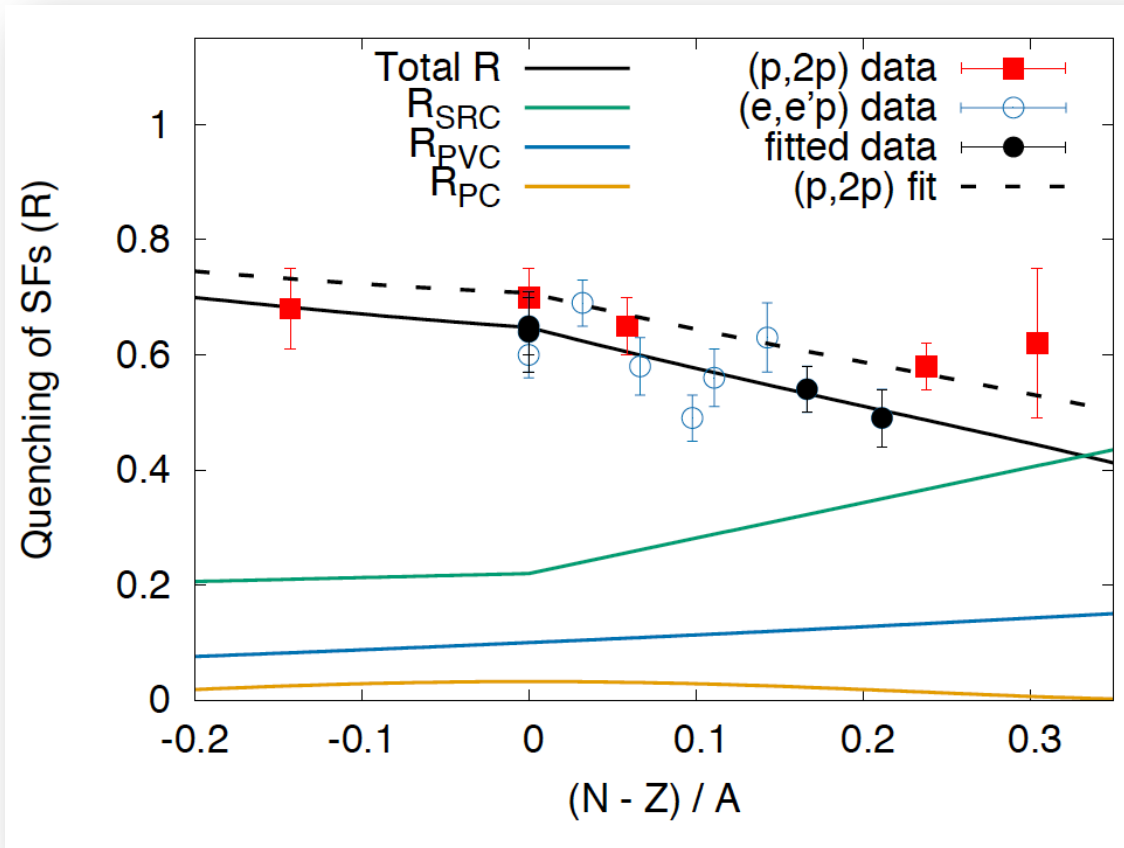 Total R
R_SRC
R_PVC
R_PC
(p,2p) data
(e,e'p) data
fitted data
(p,2p) fit
Quenching of SFs (R)
1
0.8
0.6
0.4
0.2
0
-0.2 -0.1 0 0.1 0.2 0.3
(N - Z) / A